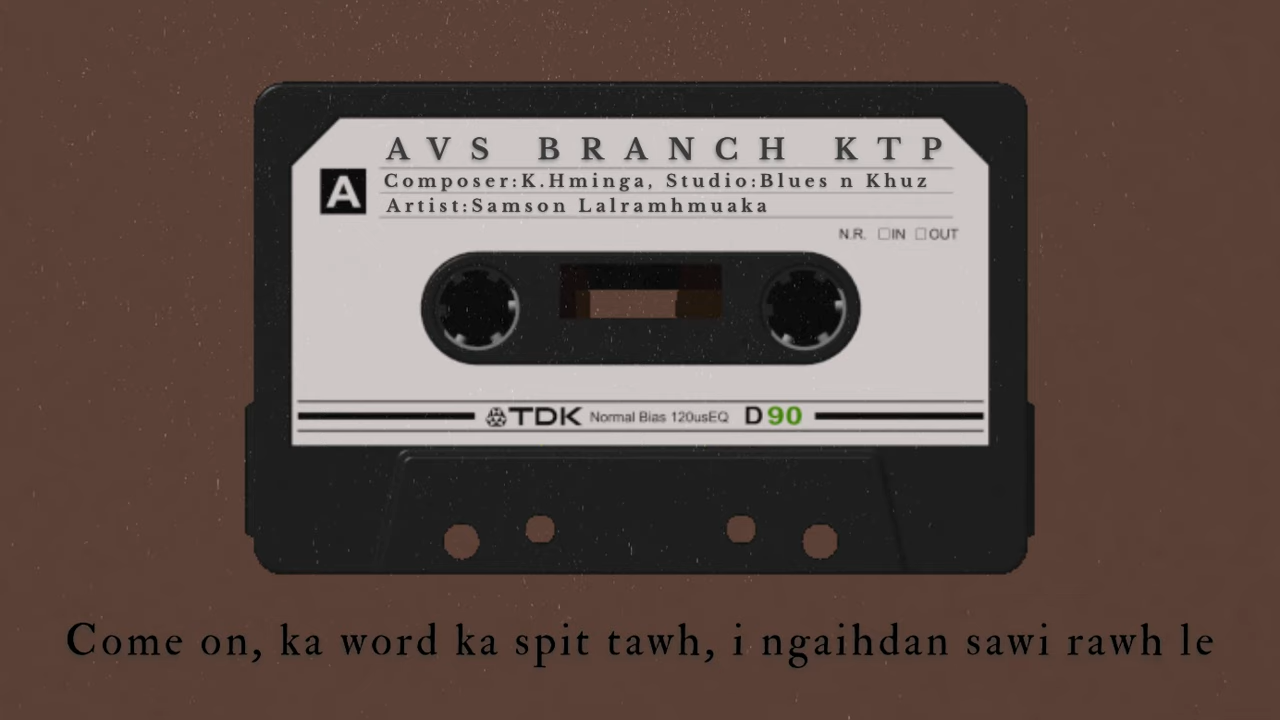 AVS BRANCH KTP
A
Composer:K.Hminga, Studio:Blues n Khuz
Artist:Samson Lalramhmuaka
N.R. IN OUT
TDK Normal Bias 120usEQ D90
Come on, ka word ka spit tawh, i ngaihdan sawi rawh le